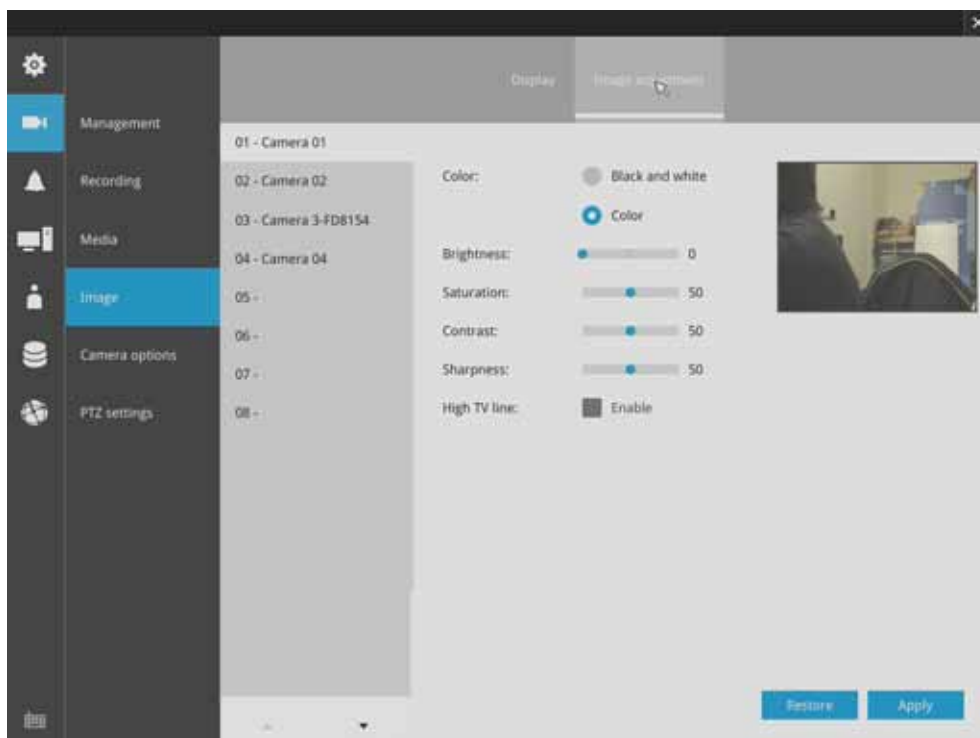 Display
Image adjustment
Management
Recording
Media
Image
Camera options
PTZ settings
01 - Camera 01
02 - Camera 02
03 - Camera 3-FD8154
04 - Camera 04
05 -
06 -
07 -
08 -
Color:
Black and white
Color
Brightness:
0
Saturation:
50
Contrast:
50
Sharpness:
50
High TV line:
Enable
Restore
Apply